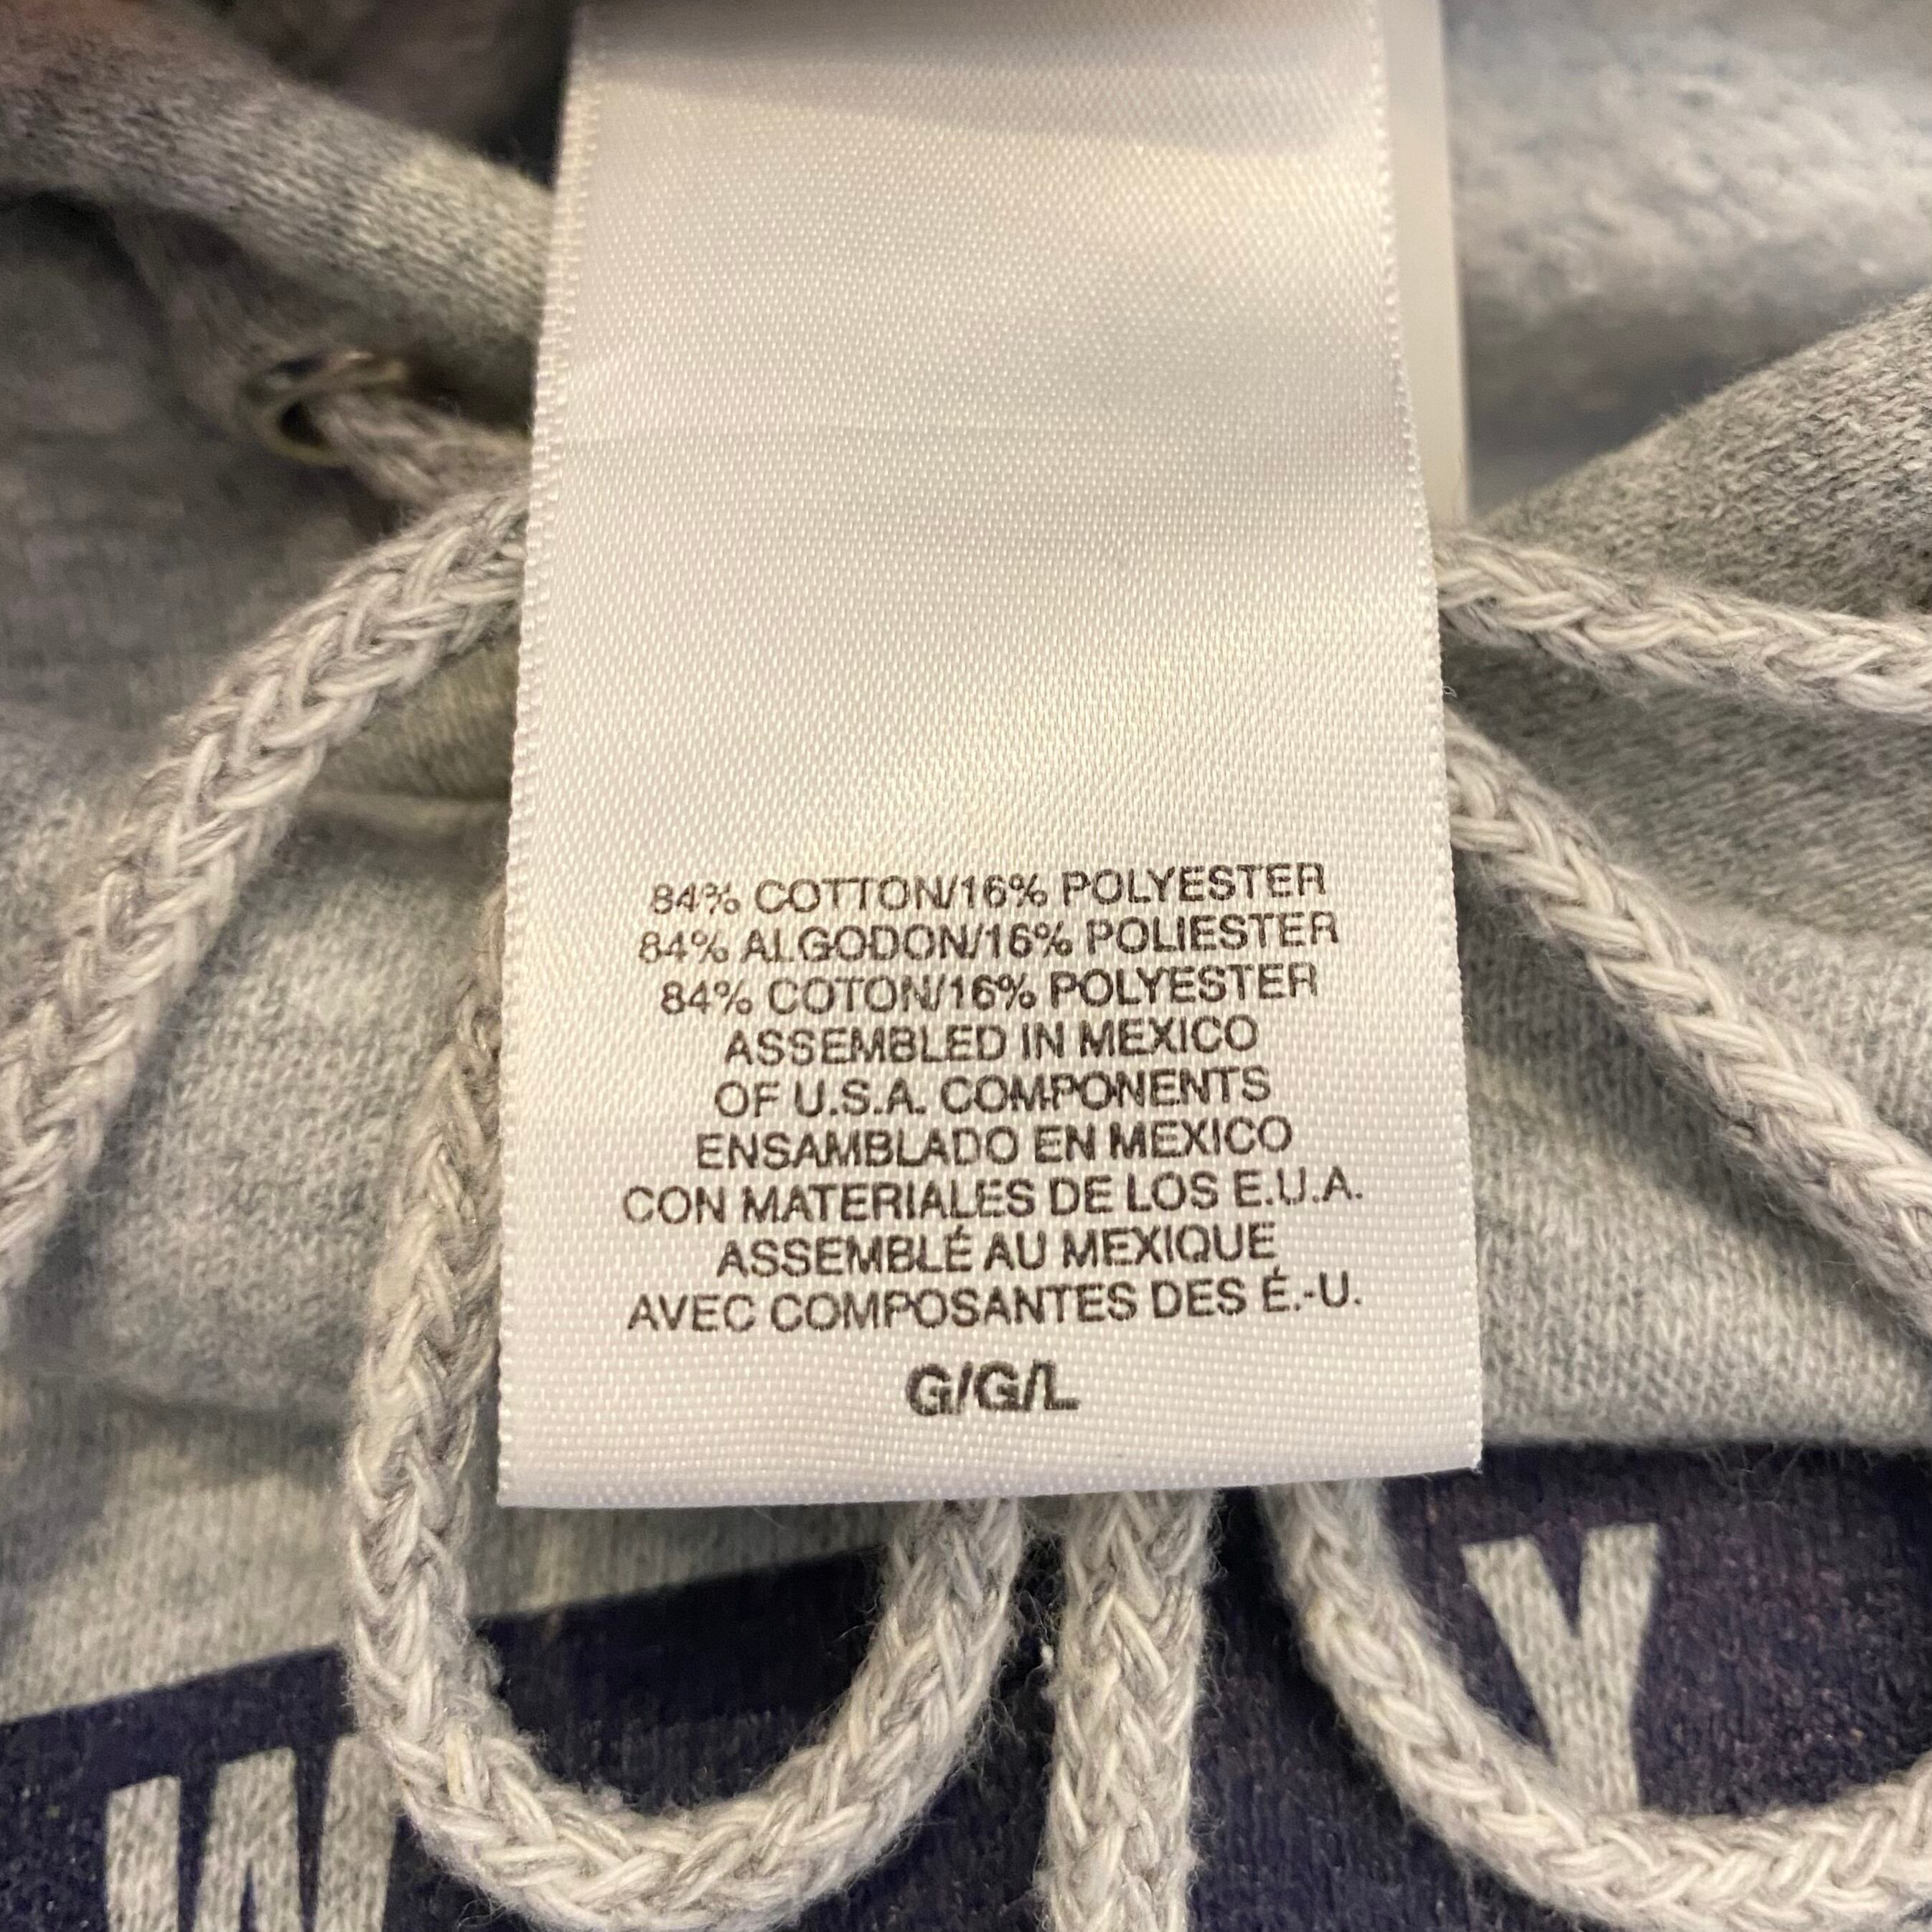 84% COTTON/16% POLYESTER
84% ALGODON/16% POLIESTER
84% COTON/16% POLYESTER
ASSEMBLED IN MEXICO
OF U.S.A. COMPONENTS
ENSAMBLADO EN MEXICO
CON MATERIALES DE LOS E.U.A.
ASSEMBLÉ AU MEXIQUE
AVEC COMPOSANTES DES É.-U.
G/G/L
Y
W